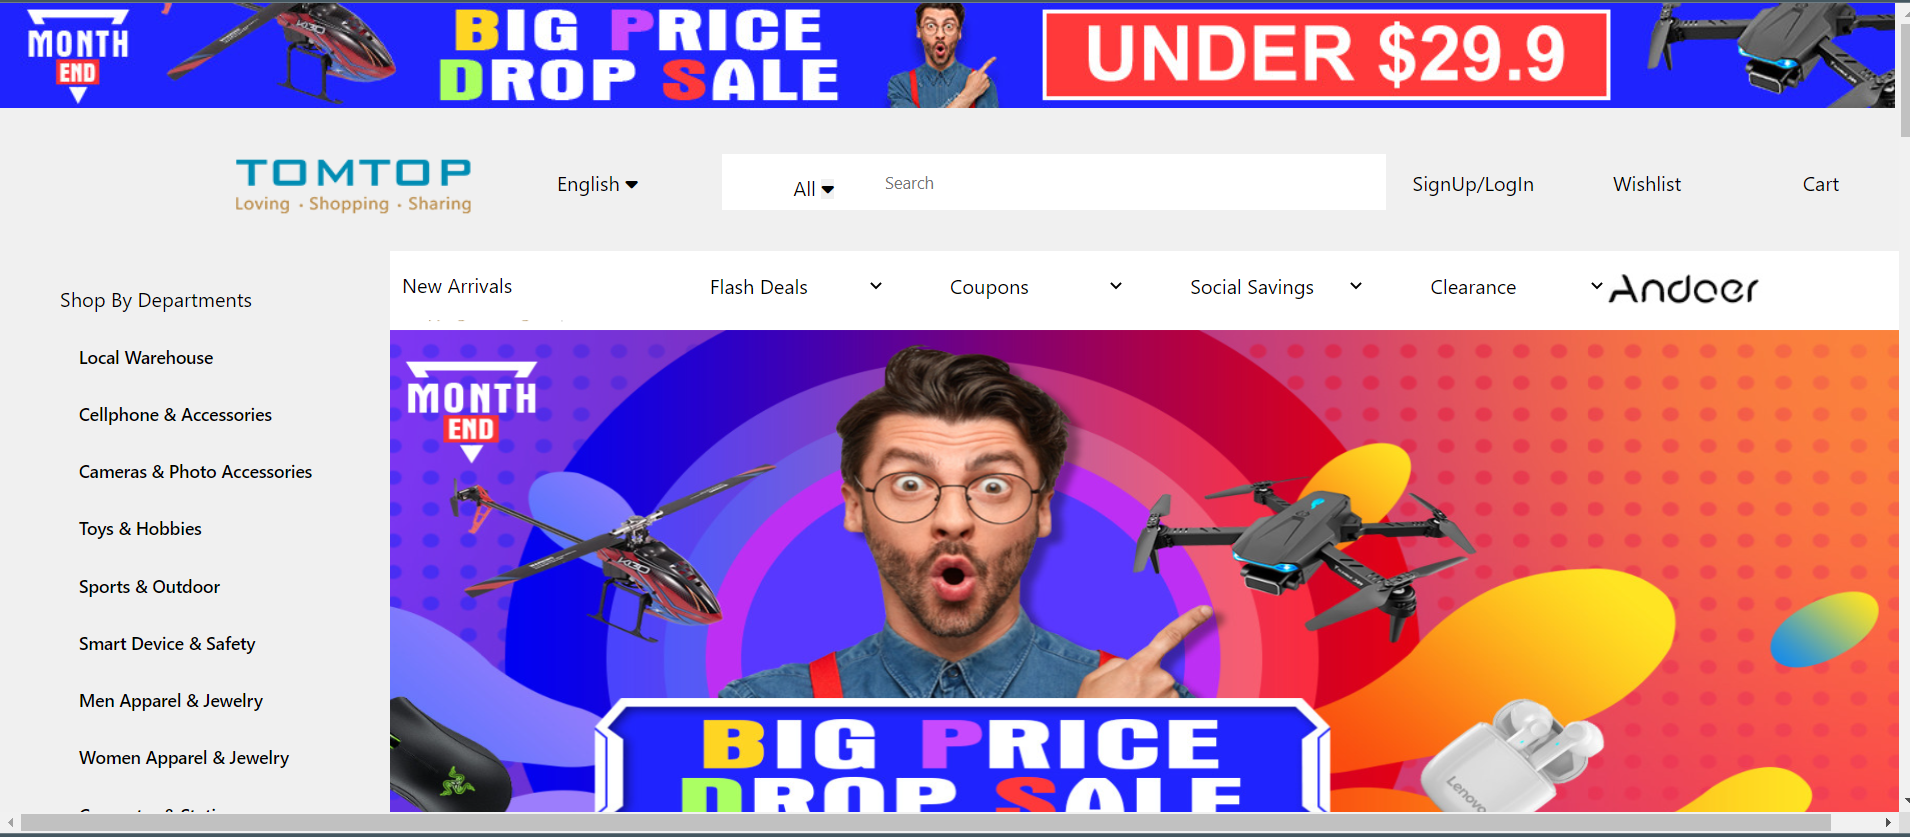 MONTH
END
BIG PRICE
DROP SALE
UNDER $29.9
TOMTOP
Loving · Shopping · Sharing
English
All
Search
SignUp/LogIn
Wishlist
Cart
New Arrivals
Flash Deals
Coupons
Social Savings
Clearance
Andoer
Shop By Departments
Local Warehouse
Cellphone & Accessories
Cameras & Photo Accessories
Toys & Hobbies
Sports & Outdoor
Smart Device & Safety
Men Apparel & Jewelry
Women Apparel & Jewelry
MONTH
END
K130
BIG PRICE
DROP SALE
Lenovo